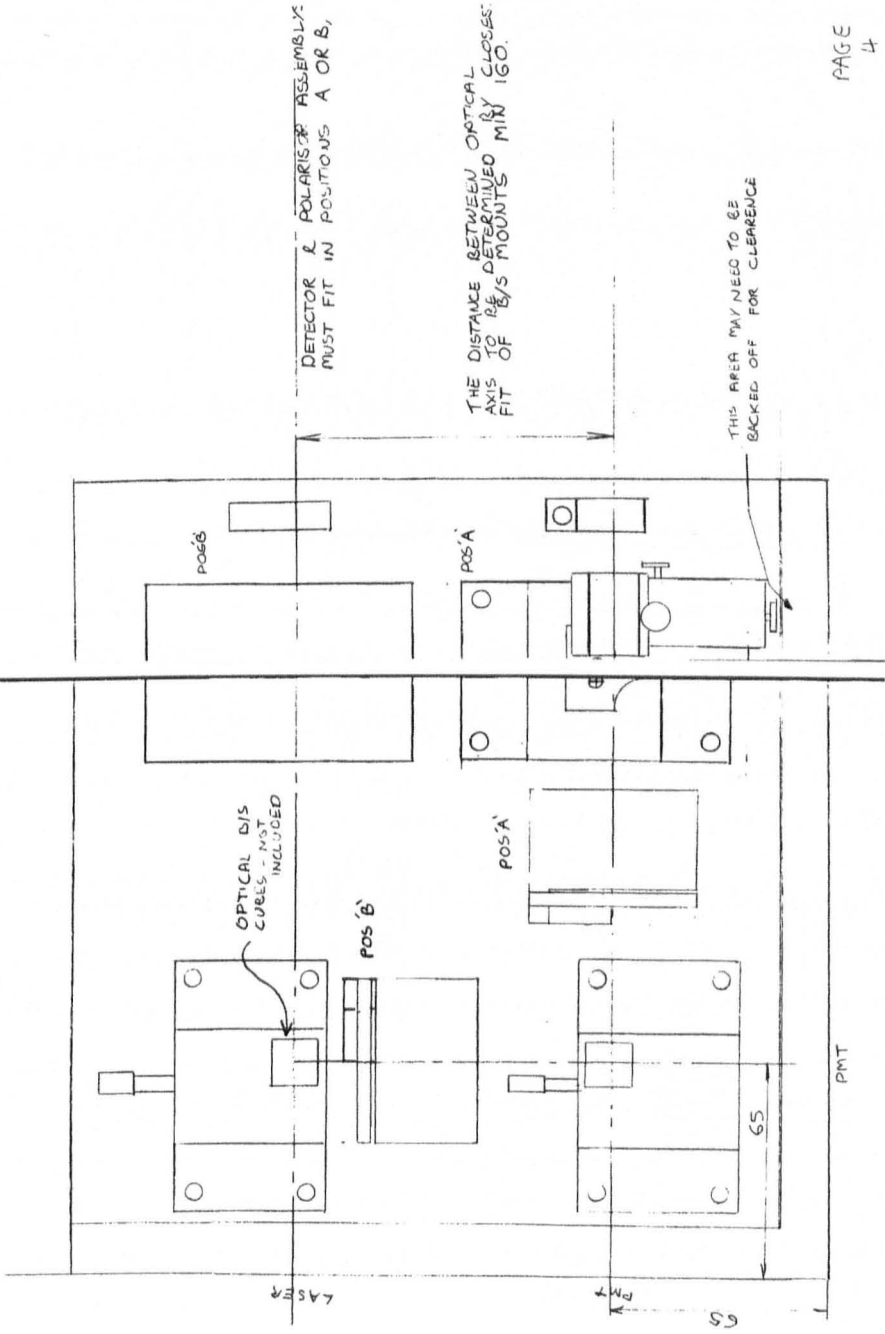 DETECTOR & POLARISOR ASSEMBLY'S
MUST FIT IN POSITIONS A OR B,
THE DISTANCE BETWEEN OPTICAL
AXIS TO BE DETERMINED BY CLOSES.
FIT OF B/S MOUNTS MIN 160.
THIS AREA MAY NEED TO BE
BACKED OFF FOR CLEARENCE
PAGE
4
POS'B'
POS'A'
OPTICAL B/S
CUBES - NOT
INCLUDED
POS 'B'
POS'A'
65
PMT
LASER
PMT
65